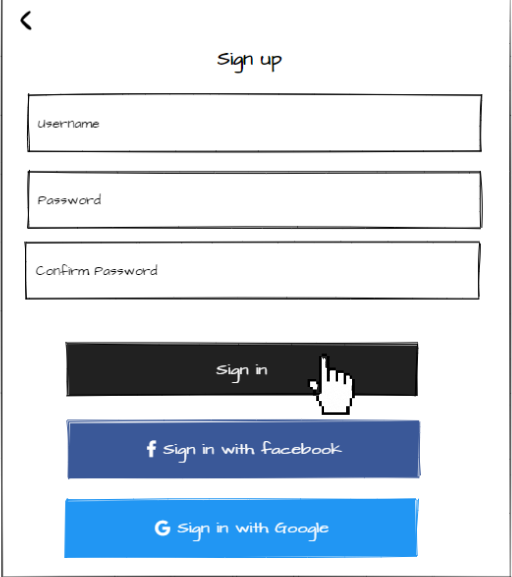 Sign up
Username
Password
Confirm Password
Sign in
f Sign in with facebook
G Sign in with Google